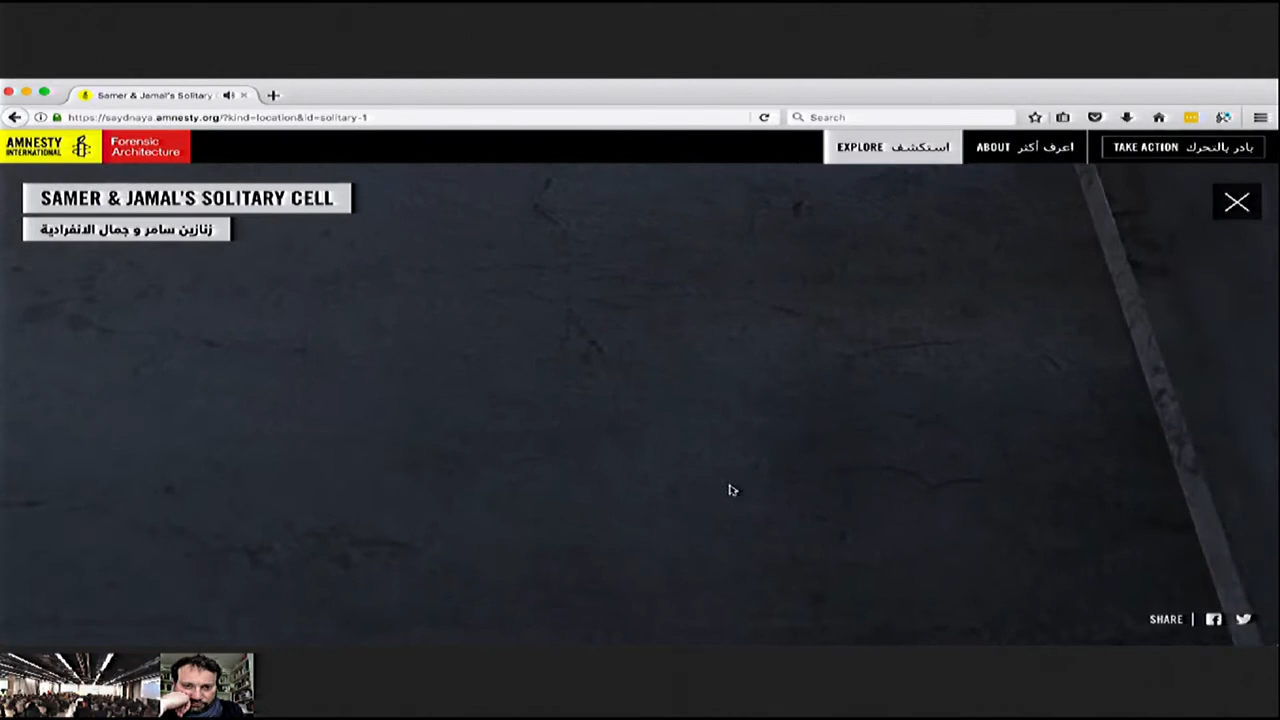 Samer & Jamal's Solitary
https://saydnaya.amnesty.org/?kind=location&id=solitary-1
Search
AMNESTY
INTERNATIONAL
Forensic
Architecture
EXPLORE استكشف
ABOUT اعرف أكثر
TAKE ACTION بادر بالتحرك
SAMER & JAMAL'S SOLITARY CELL
زنازين سامر و جمال الانفرادية
SHARE